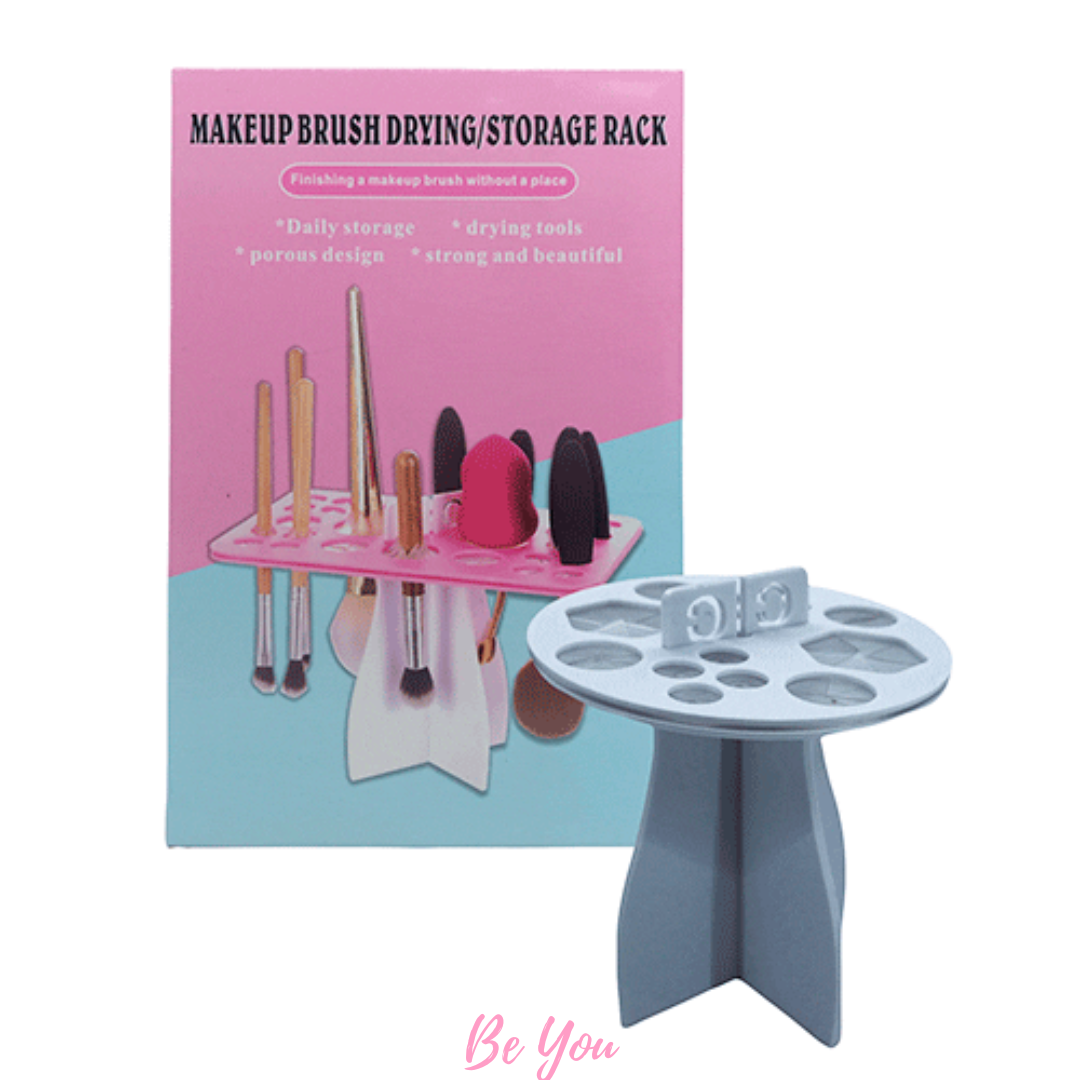 MAKEUP BRUSH DRYING/STORAGE RACK
Finishing a makeup brush without a place
*Daily storage * drying tools
* porous design * strong and beautiful
Be You